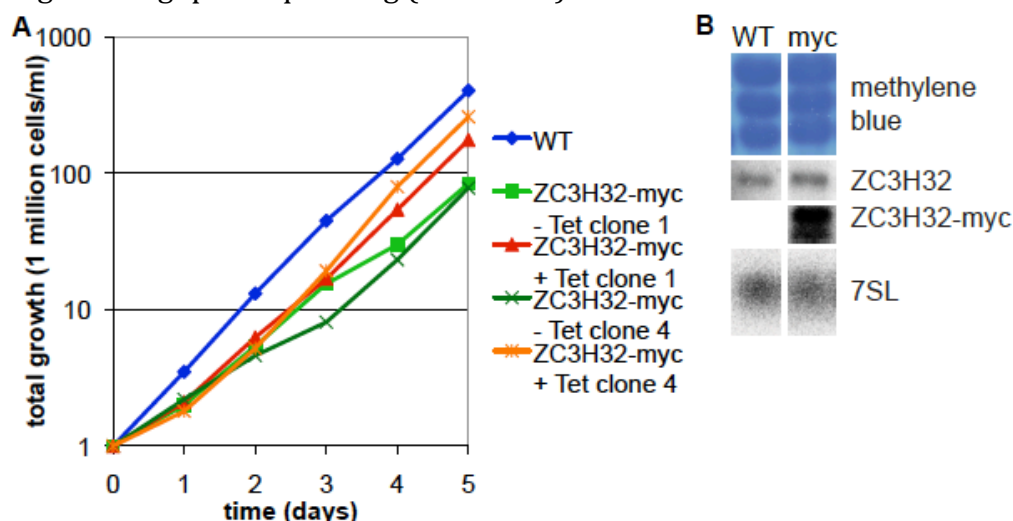 A
1000
100
10
1
total growth (1 million cells/ml)
0 1 2 3 4 5
time (days)
WT
ZC3H32-myc
- Tet clone 1
ZC3H32-myc
+ Tet clone 1
ZC3H32-myc
- Tet clone 4
ZC3H32-myc
+ Tet clone 4
B
WT myc
methylene
blue
ZC3H32
ZC3H32-myc
7SL